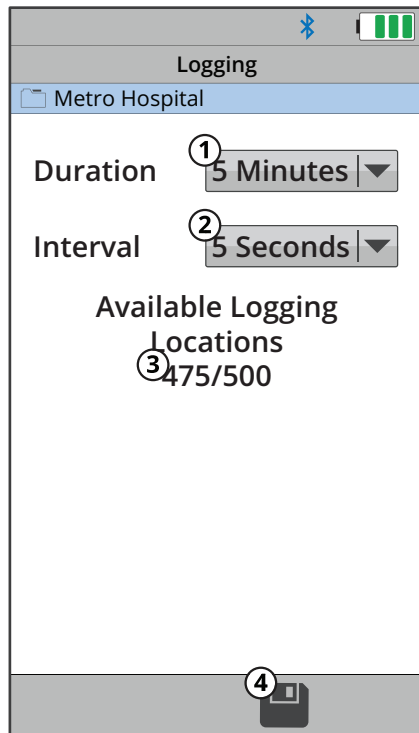 Logging
Metro Hospital
1
Duration 5 Minutes
2
Interval 5 Seconds
Available Logging
Locations
3
475/500
4